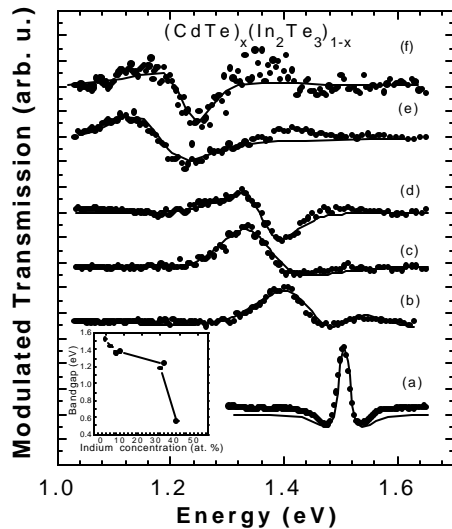 (CdTe)x(In2Te3)1-x
(f)
(e)
(d)
(c)
(b)
(a)
Modulated Transmission (arb. u.)
1.6
1.4
1.2
1.0
0.8
0.6
0.4
Bandgap (eV)
0 10 20 30 40 50
Indium concentration (at. %)
1.0 1.2 1.4 1.6
Energy (eV)